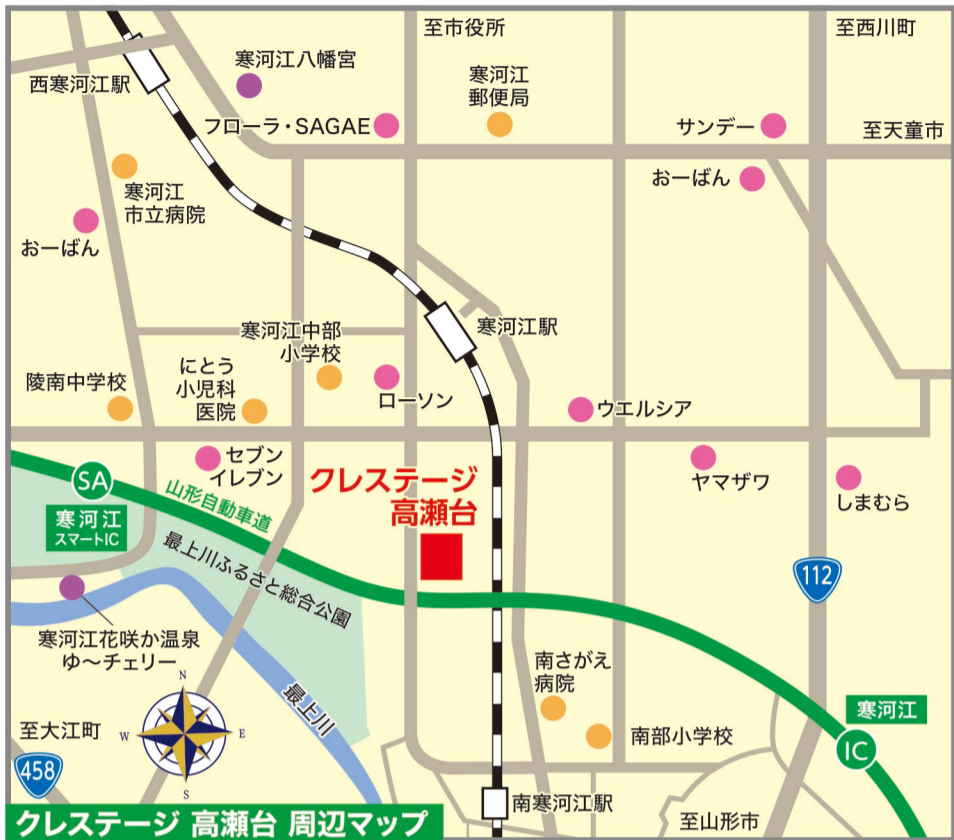 至市役所
至西川町
寒河江八幡宮
西寒河江駅
寒河江
郵便局
フローラ・SAGAE
サンデー
至天童市
おーばん
寒河江
市立病院
おーばん
寒河江駅
寒河江中部
小学校
にとう
小児科
医院
陵南中学校
ローソン
ウエルシア
セブン
イレブン
クレステージ
高瀬台
ヤマザワ
しまむら
SA
寒河江
スマートIC
山形自動車道
最上川ふるさと総合公園
112
寒河江花咲か温泉
ゆ〜チェリー
最上川
南さがえ
病院
南部小学校
寒河江
IC
N
W
E
S
至大江町
458
南寒河江駅
至山形市
クレステージ 高瀬台 周辺マップ